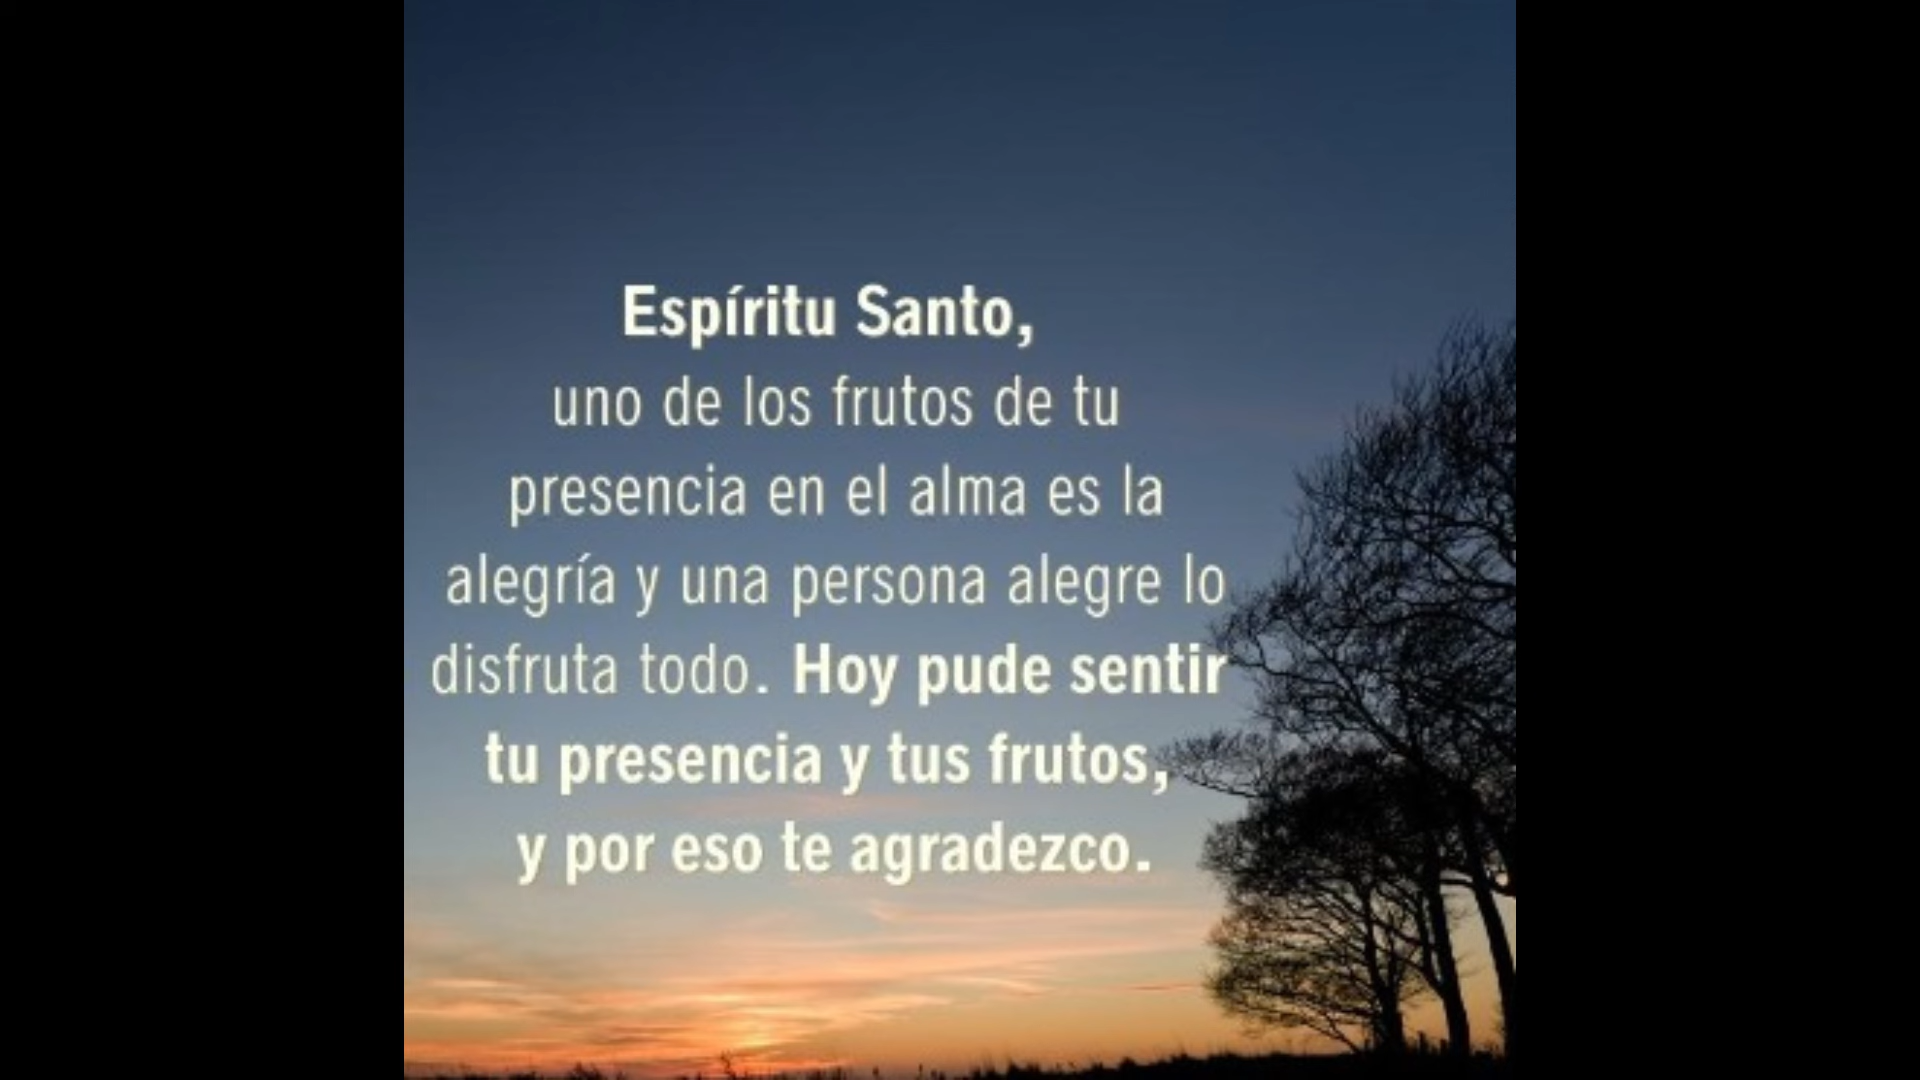 Espíritu Santo,
uno de los frutos de tu
presencia en el alma es la
alegría y una persona alegre lo
disfruta todo. Hoy pude sentir
tu presencia y tus frutos,
y por eso te agradezco.